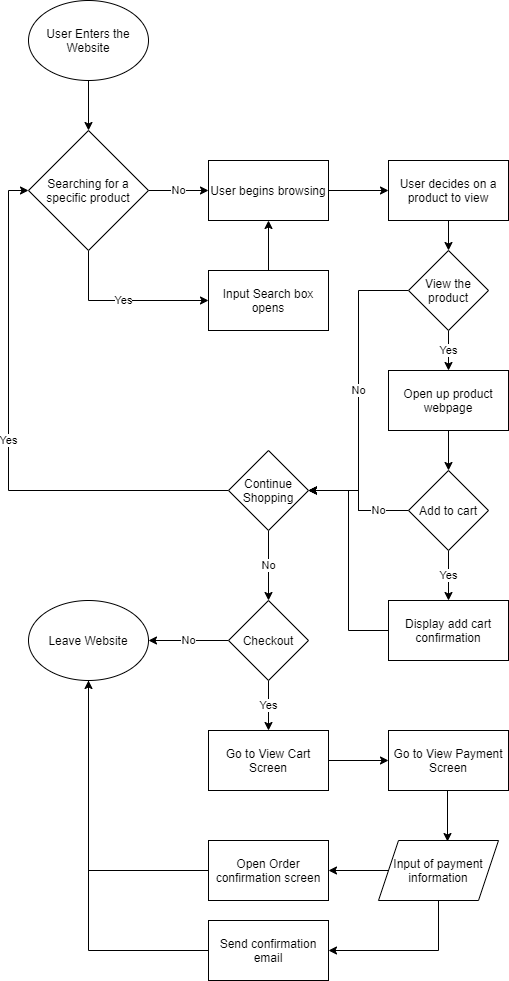 User Enters the
Website
Searching for a
specific product
No
User begins browsing
User decides on a
product to view
View the
product
Yes
Input Search box
opens
Yes
No
Open up product
webpage
Yes
Continue
Shopping
No
Add to cart
No
Yes
Display add cart
confirmation
Leave Website
No
Checkout
Yes
Go to View Cart
Screen
Go to View Payment
Screen
Open Order
confirmation screen
Input of payment
information
Send confirmation
email